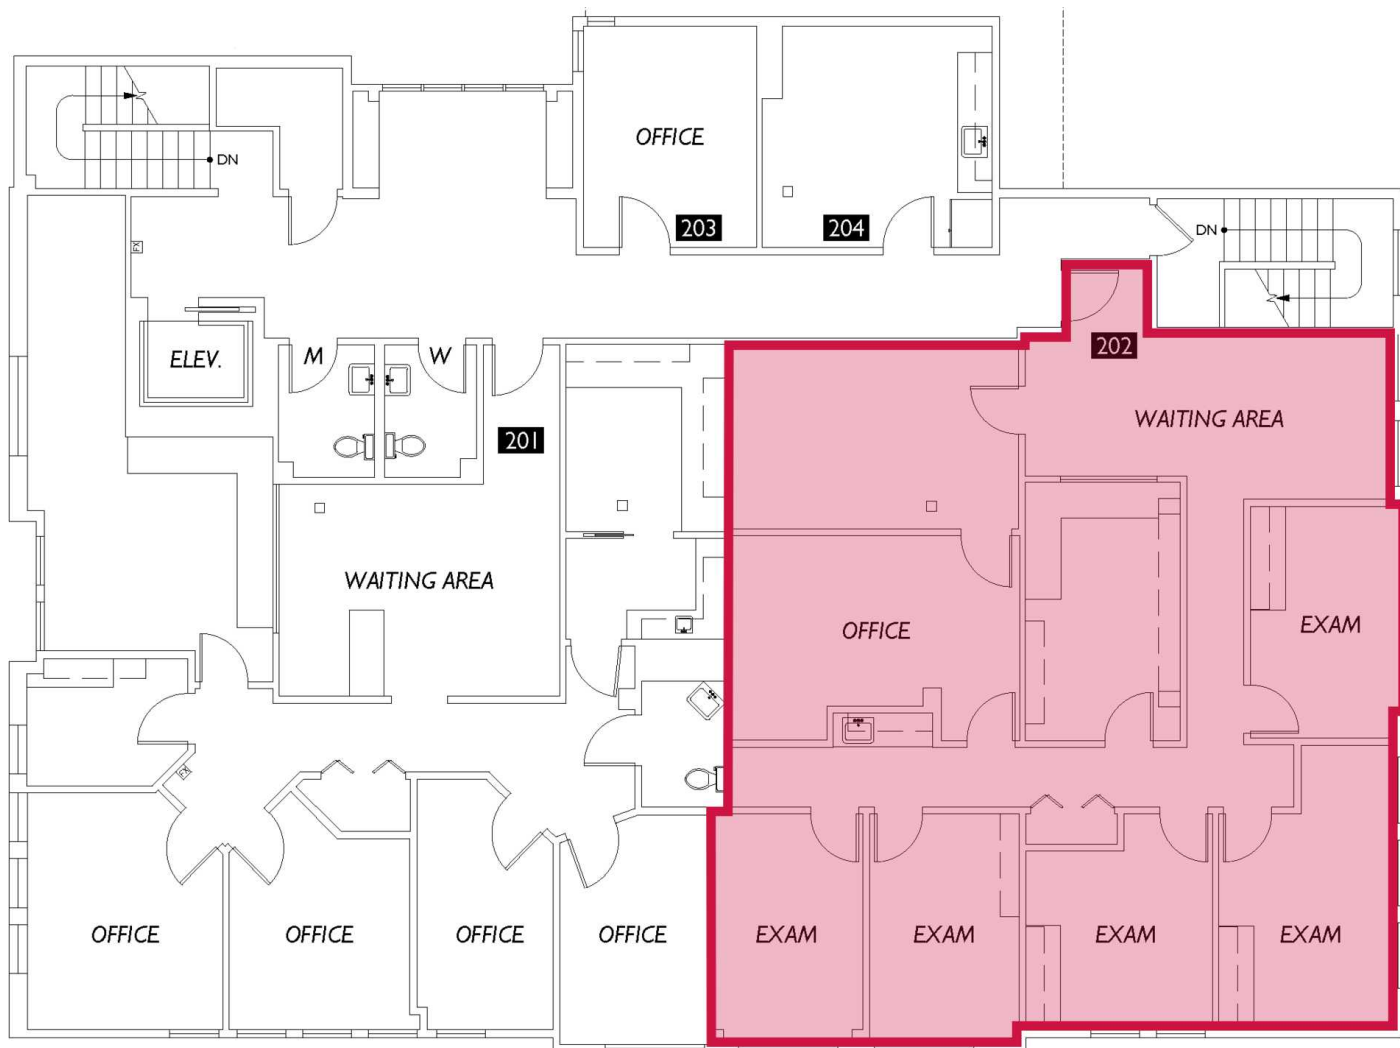 OFFICE
DN
203
204
DN
FX
ELEV.
M
W
202
WAITING AREA
201
WAITING AREA
OFFICE
EXAM
FX
OFFICE
OFFICE
OFFICE
OFFICE
EXAM
EXAM
EXAM
EXAM